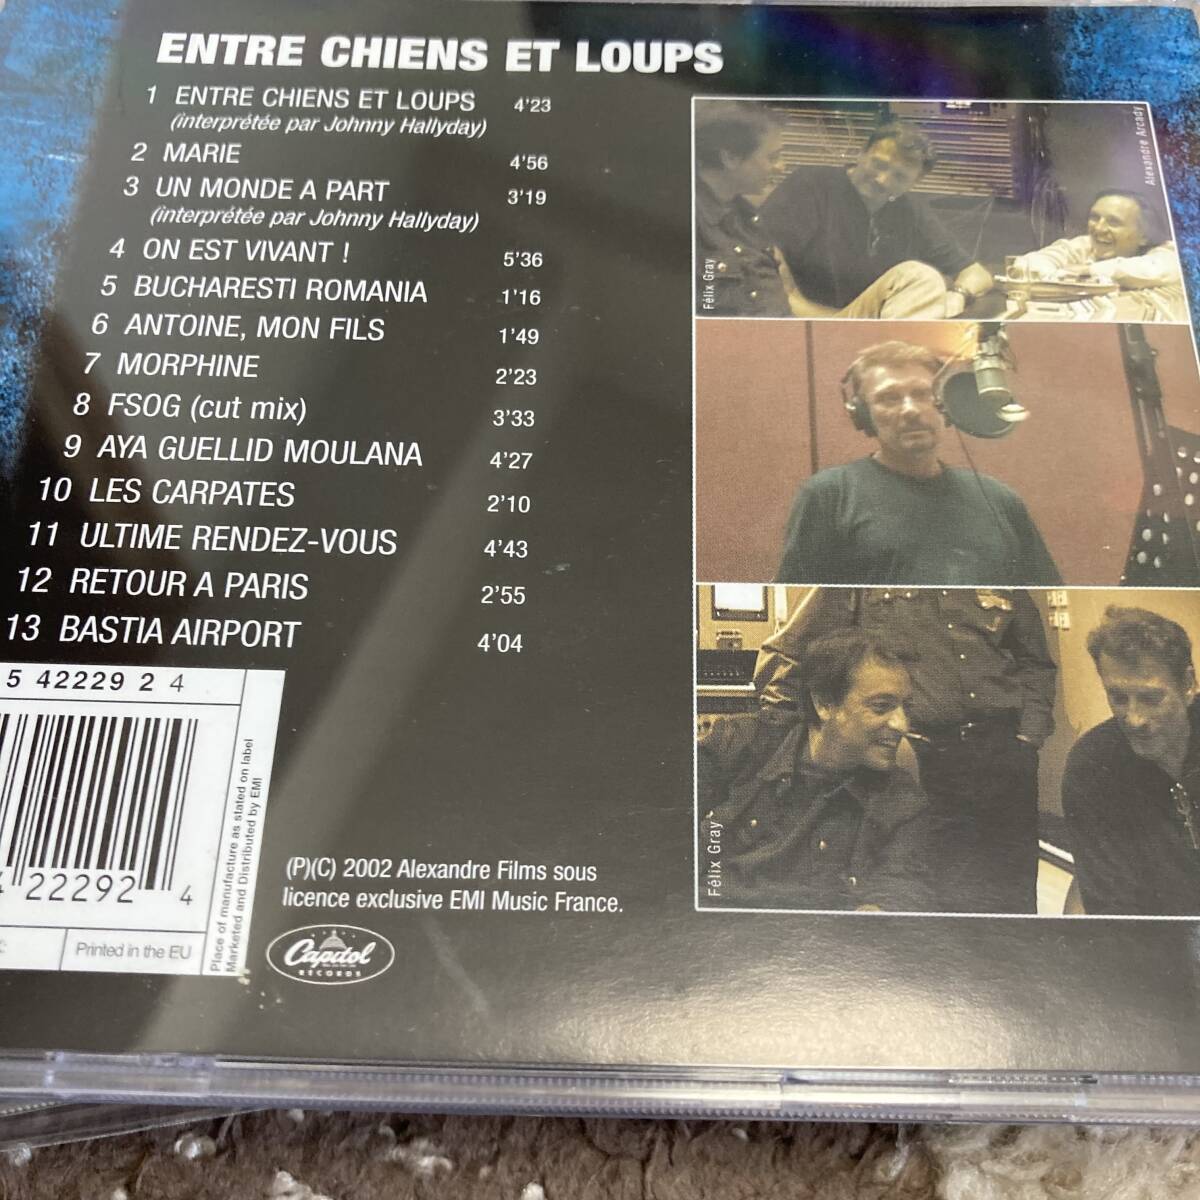 ENTRE CHIENS ET LOUPS
1 ENTRE CHIENS ET LOUPS 4'23
(interprétée par Johnny Hallyday)
2 MARIE 4'56
3 UN MONDE A PART 3'19
(interprétée par Johnny Hallyday)
4 ON EST VIVANT ! 5'36
5 BUCHARESTI ROMANIA 1'16
6 ANTOINE, MON FILS 1'49
7 MORPHINE 2'23
8 FSOG (cut mix) 3'33
9 AYA GUELLID MOULANA 4'27
10 LES CARPATES 2'10
11 ULTIME RENDEZ-VOUS 4'43
12 RETOUR A PARIS 2'55
13 BASTIA AIRPORT 4'04
Félix Gray
Alexandre Arcady
Félix Gray
5 42229 2 4
22292 4
Printed in the EU
Place of manufacture as stated on label
Marketed and Distributed by EMI
(P)(C) 2002 Alexandre Films sous
licence exclusive EMI Music France.
Capitol
RECORDS